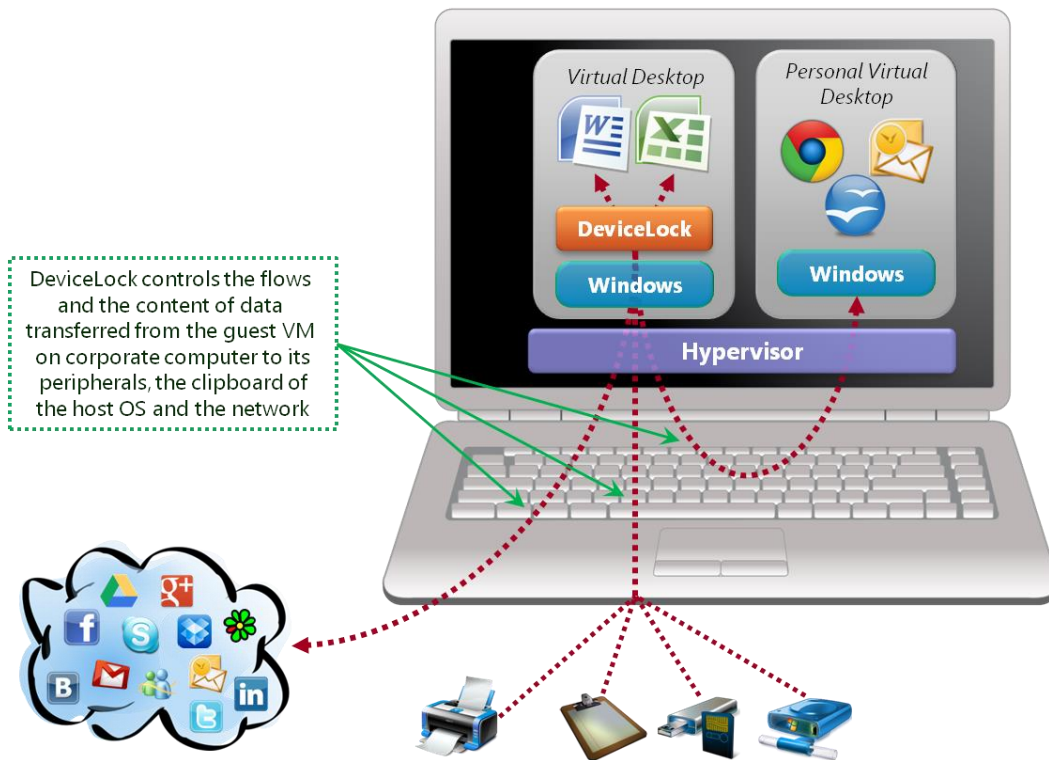 Virtual Desktop
Personal Virtual
Desktop
W
X
DeviceLock
Windows
Windows
Hypervisor
DeviceLock controls the flows
and the content of data
transferred from the guest VM
on corporate computer to its
peripherals, the clipboard of
the host OS and the network
g+
f
S
B
M
in
t